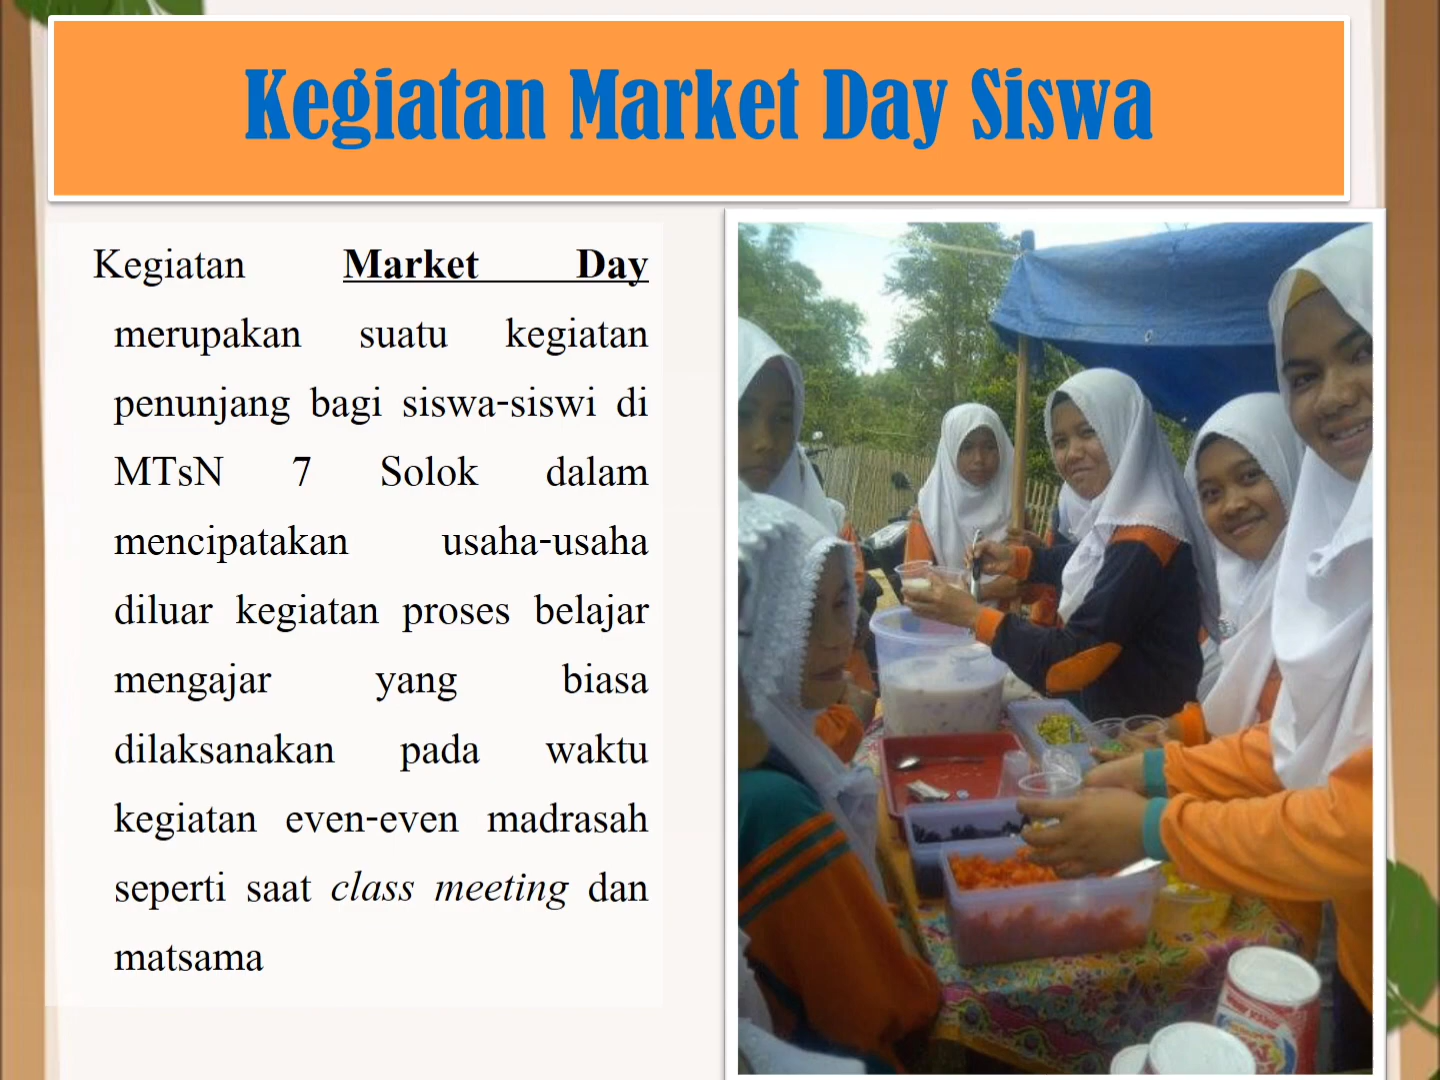 Kegiatan Market Day Siswa
Kegiatan Market Day
merupakan suatu kegiatan
penunjang bagi siswa-siswi di
MTsN 7 Solok dalam
mencipatakan usaha-usaha
diluar kegiatan proses belajar
mengajar yang biasa
dilaksanakan pada waktu
kegiatan even-even madrasah
seperti saat class meeting dan
matsama